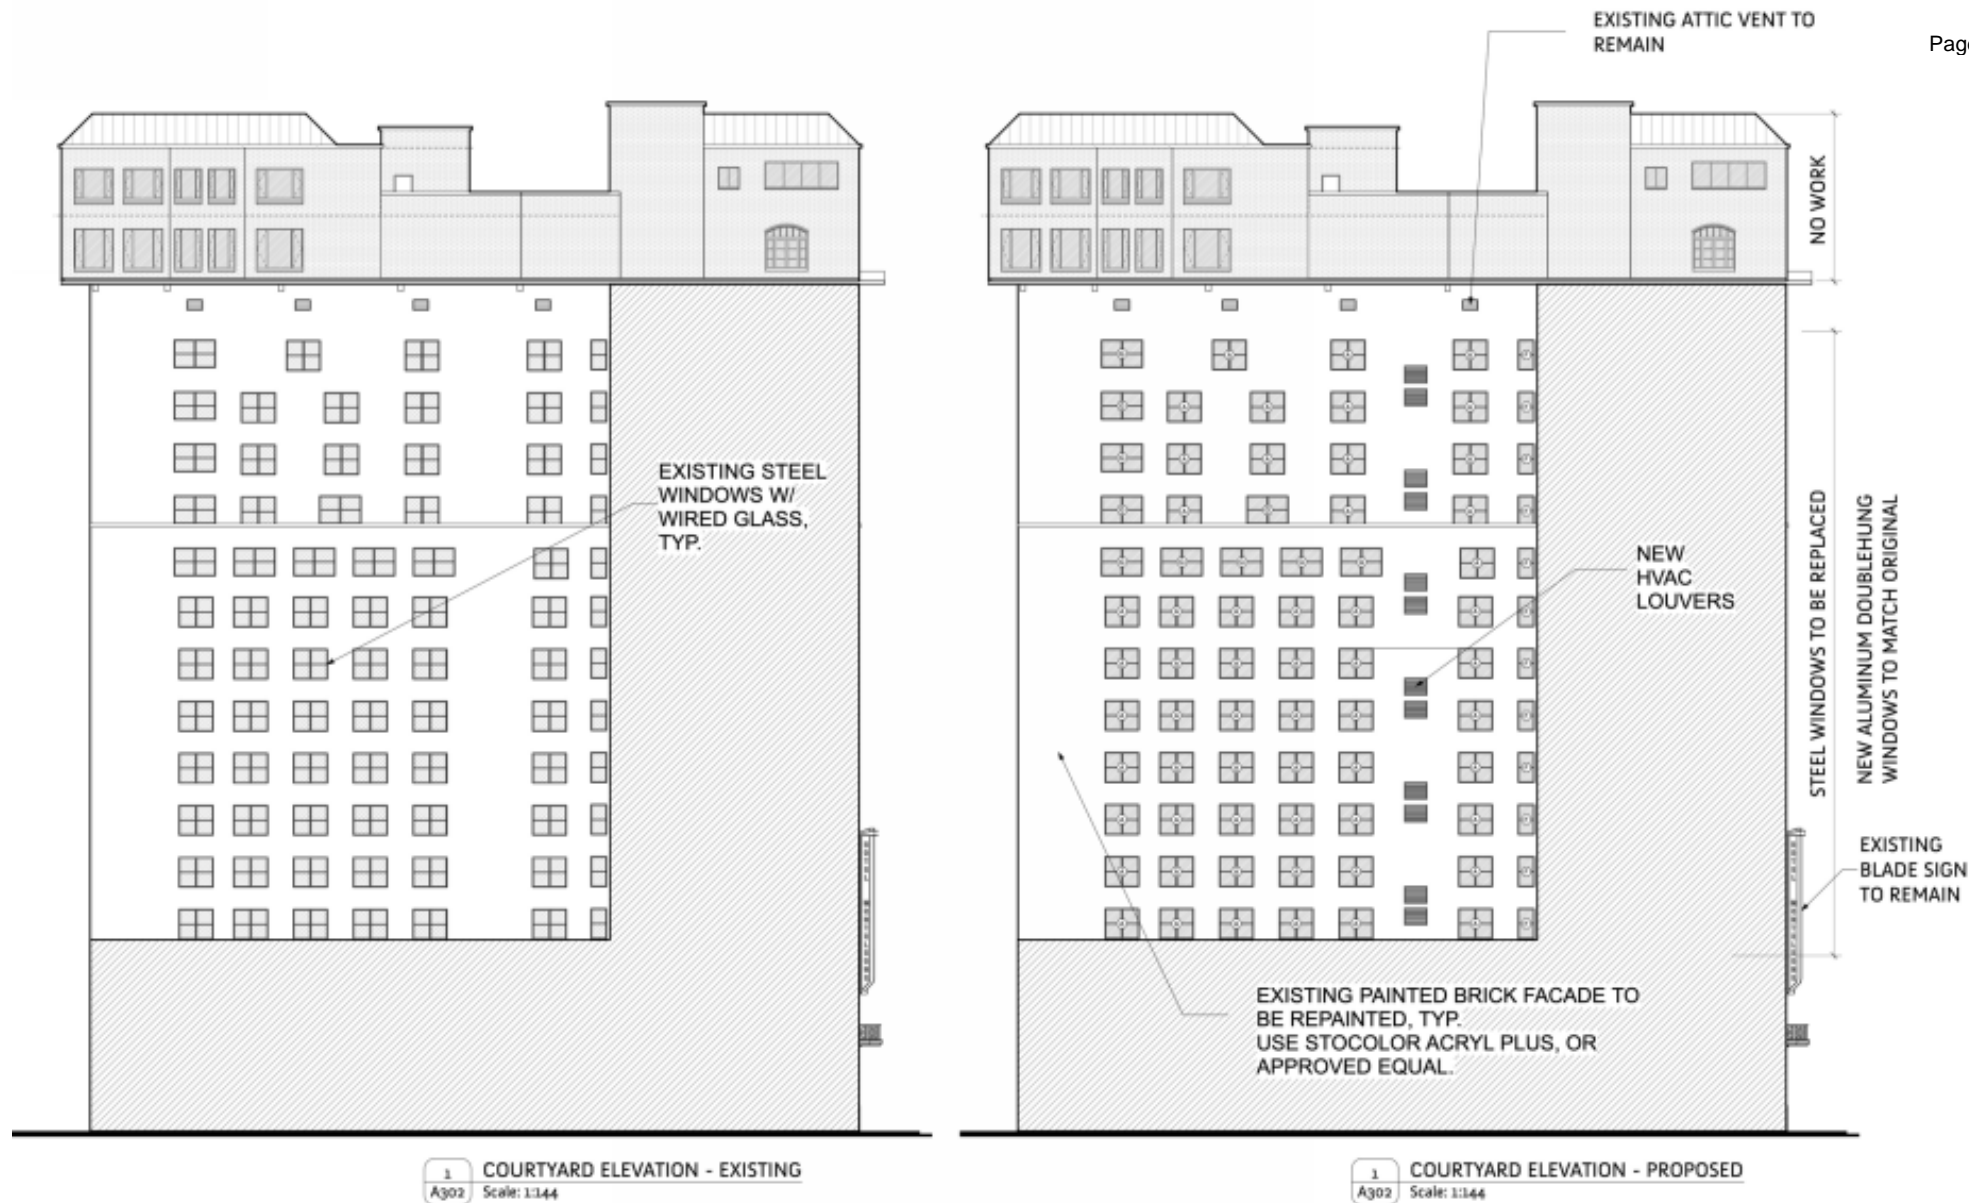 EXISTING ATTIC VENT TO
REMAIN
Page
NO WORK
EXISTING STEEL
WINDOWS W/
WIRED GLASS,
TYP.
NEW
HVAC
LOUVERS
STEEL WINDOWS TO BE REPLACED
NEW ALUMINUM DOUBLEHUNG
WINDOWS TO MATCH ORIGINAL
EXISTING
BLADE SIGN
TO REMAIN
EXISTING PAINTED BRICK FACADE TO
BE REPAINTED, TYP.
USE STOCOLOR ACRYL PLUS, OR
APPROVED EQUAL.
1
A302
COURTYARD ELEVATION - EXISTING
Scale: 1:144
1
A302
COURTYARD ELEVATION - PROPOSED
Scale: 1:144